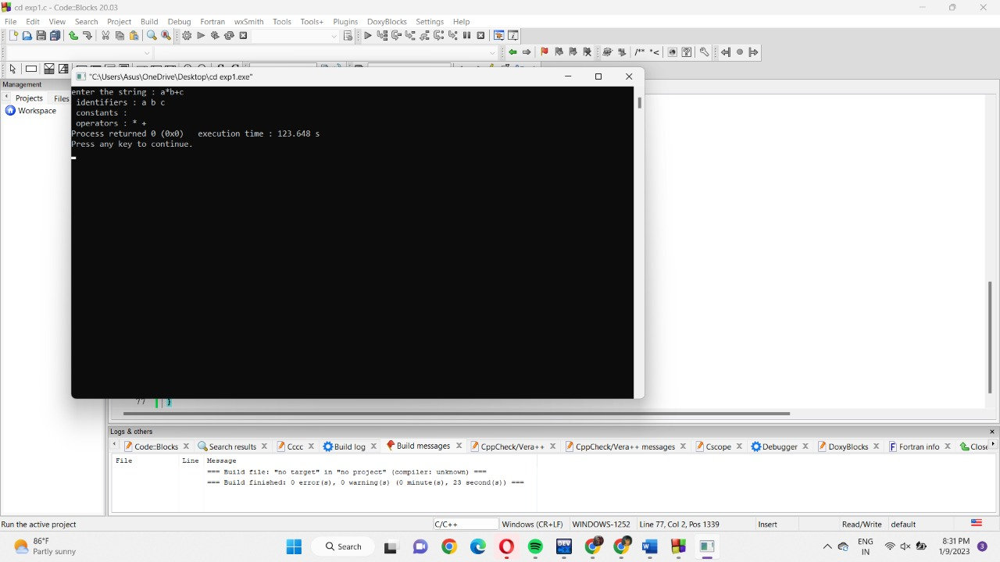 cd exp1.c - Code::Blocks 20.03
File Edit View Search Project Build Debug Fortran wxSmith Tools Tools+ Plugins DoxyBlocks Settings Help
/** *<
Management
Projects Files
Workspace
"C:\Users\Asus\OneDrive\Desktop\cd exp1.exe"
enter the string : a*b+c
identifiers : a b c
constants :
operators : * +
Process returned 0 (0x0) execution time : 123.648 s
Press any key to continue.
77 }
Logs & others
Code::Blocks Search results Cccc Build log Build messages CppCheck/Vera++ CppCheck/Vera++ messages Cscope Debugger DoxyBlocks Fortran info Close
File Line Message
=== Build file: "no target" in "no project" (compiler: unknown) ===
=== Build finished: 0 error(s), 0 warning(s) (0 minute(s), 23 second(s)) ===
Run the active project C/C++ Windows (CR+LF) WINDOWS-1252 Line 77, Col 2, Pos 1339 Insert Read/Write default
86°F
Partly sunny
Search
DEV
ENG
IN
8:31 PM
1/9/2023
3